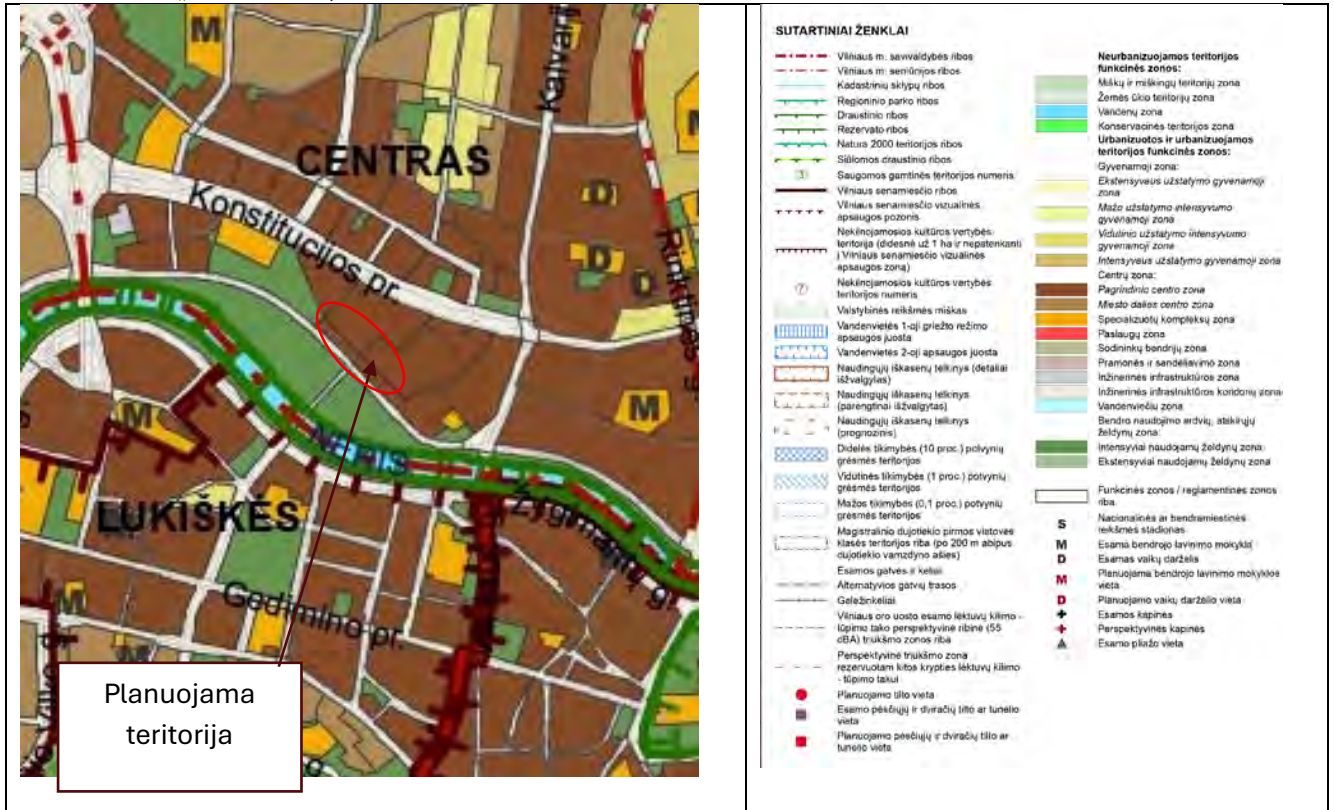 M
Kalvarij
M
CENTRAS
D
Konstitucijos pr.
D
D
Rinktinės
M
M
NERIS
LUKIŠKĖS
Žygimantų g.
Gedimino pr.
M
M
Planuojama
teritorija
SUTARTINIAI ŽENKLAI
Vilniaus m. savivaldybės ribos
Vilniaus m. seniūnijos ribos
Kadastrinių sklypų ribos
Regioninio parko ribos
Draustinio ribos
Rezervato ribos
Natura 2000 teritorijos ribos
Siūlomos draustinio ribos
Saugomos gamtinės teritorijos numeris
Vilniaus senamiesčio ribos
Vilniaus senamiesčio vizualinės
apsaugos pozonis
Nekilnojamosios kultūros vertybės
teritorija (didesnė už 1 ha ir nepatenkanti
į Vilniaus senamiesčio vizualinės
apsaugos zoną)
Nekilnojamosios kultūros vertybės
teritorijos numeris
Valstybinės reikšmės miškas
Vandenvietės 1-oji griežto režimo
apsaugos juosta
Vandenvietės 2-oji apsaugos juosta
Naudingųjų iškasenų telkinys (detaliai
išžvalgytas)
Naudingųjų iškasenų telkinys
(parengtinai išžvalgytas)
Naudingųjų iškasenų telkinys
(prognozinis)
Didelės tikimybės (10 proc.) potvynių
grėsmės teritorijos
Vidutinės tikimybės (1 proc.) potvynių
grėsmės teritorijos
Mažos tikimybės (0,1 proc.) potvynių
grėsmės teritorijos
Magistralinio dujotiekio pirmos vietovės
klasės teritorijos riba (po 200 m abipus
dujotiekio vamzdyno ašies)
Esamos gatvės ir keliai
Alternatyvios gatvių trasos
Geležinkeliai
Vilniaus oro uosto esamo lėktuvų kilimo -
tūpimo tako perspektyvinė ribinė (55
dBA) triukšmo zonos riba
Perspektyvinė triukšmo zona
rezervuotam kitos krypties lėktuvų kilimo
- tūpimo takui
Planuojamo tilto vieta
Esamo pėsčiųjų ir dviračių tilto ar tunelio
vieta
Planuojamo pėsčiųjų ir dviračių tilto ar
tunelio vieta
Neurbanizuojamos teritorijos
funkcinės zonos:
Miškų ir miškingų teritorijų zona
Žemės ūkio teritorijų zona
Vandenų zona
Konservacinės teritorijos zona
Urbanizuotos ir urbanizuojamos
teritorijos funkcinės zonos:
Gyvenamoji zona:
Ekstensyvaus užstatymo gyvenamoji
zona
Mažo užstatymo intensyvumo
gyvenamoji zona
Vidutinio užstatymo intensyvumo
gyvenamoji zona
Intensyvaus užstatymo gyvenamoji zona
Centrų zona:
Pagrindinio centro zona
Miesto dalies centro zona
Specializuotų kompleksų zona
Paslaugų zona
Sodininkų bendrijų zona
Pramonės ir sandėliavimo zona
Inžinerinės infrastruktūros zona
Inžinerinės infrastruktūros koridorių zona
Vandenviečių zona
Bendro naudojimo erdvių, atskirųjų
želdynų zona:
Intensyviai naudojamų želdynų zona
Ekstensyviai naudojamų želdynų zona
Funkcinės zonos / reglamentinės zonos
riba
S Nacionalinės ar bendramiestinės
reikšmės stadionas
M Esama bendrojo lavinimo mokykla
D Esamas vaikų darželis
M Planuojama bendrojo lavinimo mokyklos
vieta
D Planuojamo vaikų darželio vieta
Esamos kapinės
Perspektyvinės kapinės
Esamo pliažo vieta